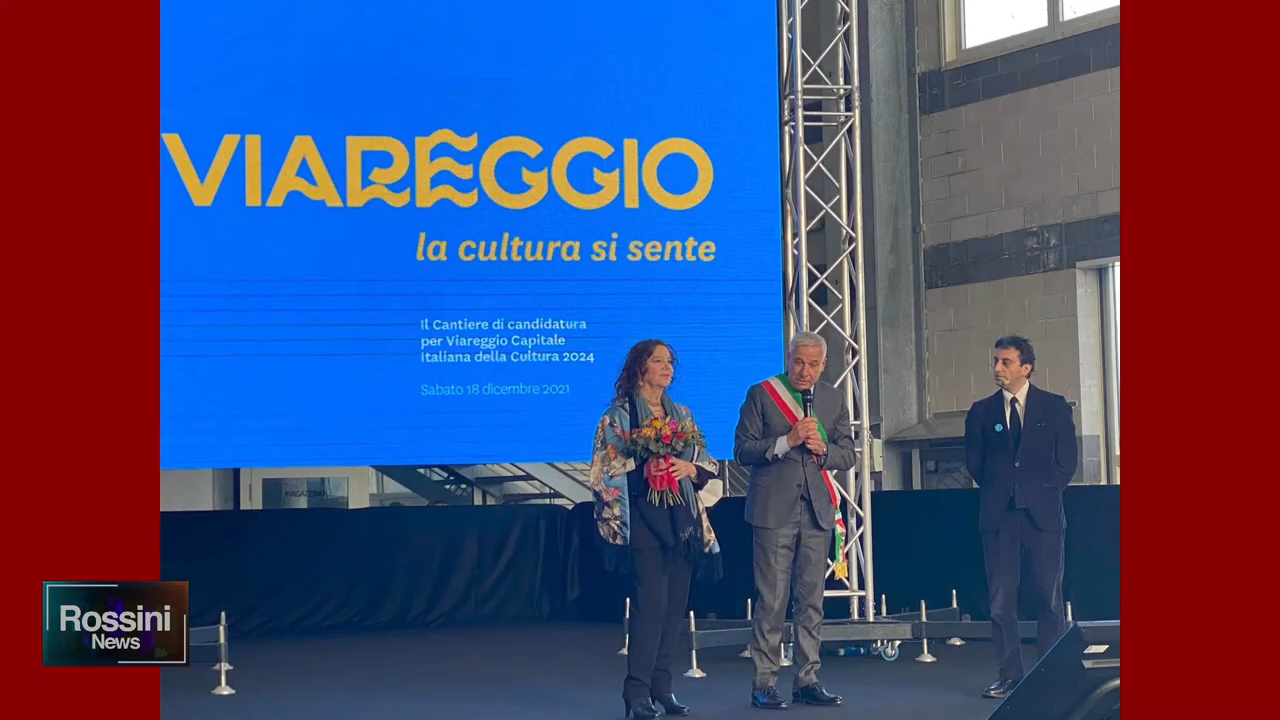 VIAREGGIO
la cultura si sente
Il Cantiere di candidatura
per Viareggio Capitale
Italiana della Cultura 2024
Sabato 18 dicembre 2021
MAGAZZINO
Rossini
News